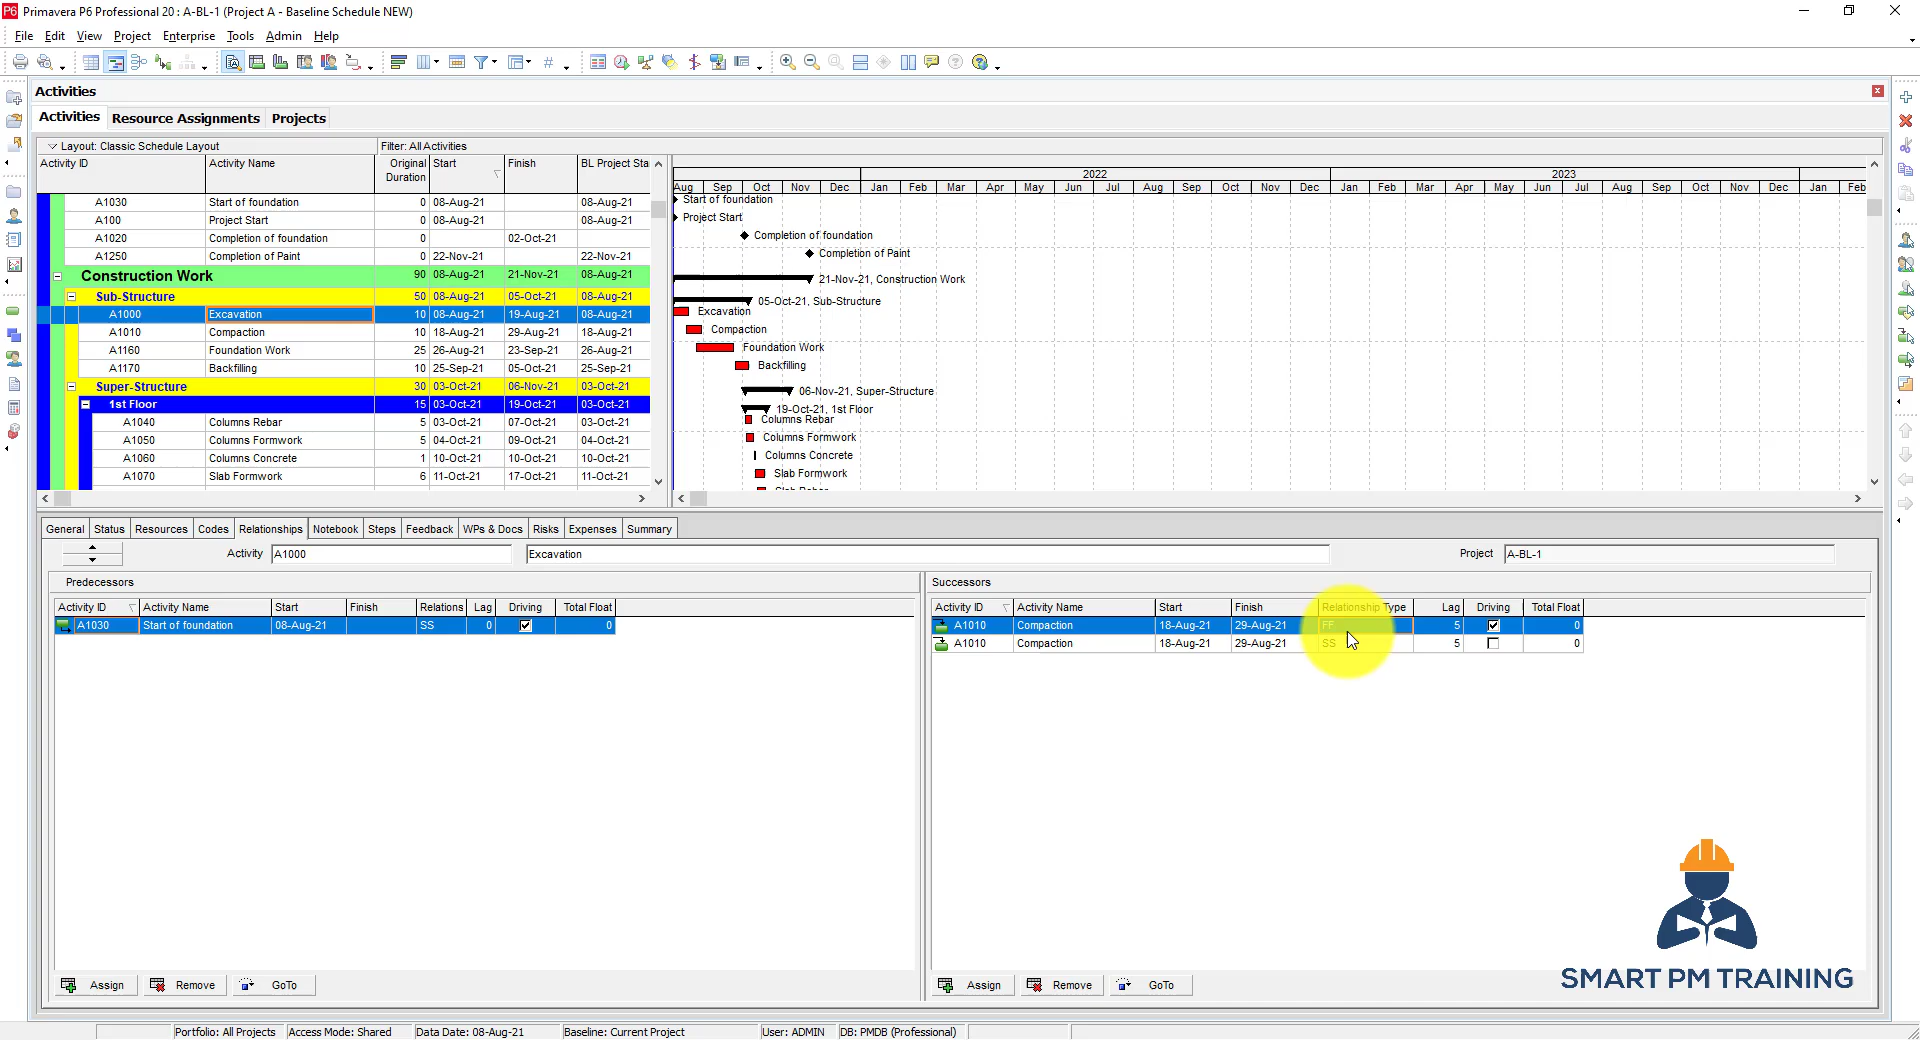 Primavera P6 Professional 20 : A-BL-1 (Project A - Baseline Schedule NEW)
File Edit View Project Enterprise Tools Admin Help
Activities
Activities Resource Assignments Projects
Layout: Classic Schedule Layout Filter: All Activities
Activity ID Activity Name Original Duration Start Finish BL Project Sta
2022 2023
Aug Sep Oct Nov Dec Jan Feb Mar Apr May Jun Jul Aug Sep Oct Nov Dec Jan Feb Mar Apr May Jun Jul Aug Sep Oct Nov Dec Jan Feb
A1030 Start of foundation 0 08-Aug-21 08-Aug-21 Start of foundation
A100 Project Start 0 08-Aug-21 08-Aug-21 Project Start
A1020 Completion of foundation 0 02-Oct-21 Completion of foundation
A1250 Completion of Paint 0 22-Nov-21 22-Nov-21 Completion of Paint
Construction Work 90 08-Aug-21 21-Nov-21 08-Aug-21 21-Nov-21, Construction Work
Sub-Structure 50 08-Aug-21 05-Oct-21 08-Aug-21 05-Oct-21, Sub-Structure
A1000 Excavation 10 08-Aug-21 19-Aug-21 08-Aug-21 Excavation
A1010 Compaction 10 18-Aug-21 29-Aug-21 18-Aug-21 Compaction
A1160 Foundation Work 25 26-Aug-21 23-Sep-21 26-Aug-21 Foundation Work
A1170 Backfilling 10 25-Sep-21 05-Oct-21 25-Sep-21 Backfilling
Super-Structure 30 03-Oct-21 06-Nov-21 03-Oct-21 06-Nov-21, Super-Structure
1st Floor 15 03-Oct-21 19-Oct-21 03-Oct-21 19-Oct-21, 1st Floor
A1040 Columns Rebar 5 03-Oct-21 07-Oct-21 03-Oct-21 Columns Rebar
A1050 Columns Formwork 5 04-Oct-21 09-Oct-21 04-Oct-21 Columns Formwork
A1060 Columns Concrete 1 10-Oct-21 10-Oct-21 10-Oct-21 Columns Concrete
A1070 Slab Formwork 6 11-Oct-21 17-Oct-21 11-Oct-21 Slab Formwork
General Status Resources Codes Relationships Notebook Steps Feedback WPs & Docs Risks Expenses Summary
Activity A1000 Excavation Project A-BL-1
Predecessors Successors
Activity ID Activity Name Start Finish Relations Lag Driving Total Float Activity ID Activity Name Start Finish Relationship Type Lag Driving Total Float
A1030 Start of foundation 08-Aug-21 SS 0 0 A1010 Compaction 18-Aug-21 29-Aug-21 FF 5 0
A1010 Compaction 18-Aug-21 29-Aug-21 SS 5 0
SMART PM TRAINING
Assign Remove GoTo Assign Remove GoTo
Portfolio: All Projects Access Mode: Shared Data Date: 08-Aug-21 Baseline: Current Project User: ADMIN DB: PMDB (Professional)